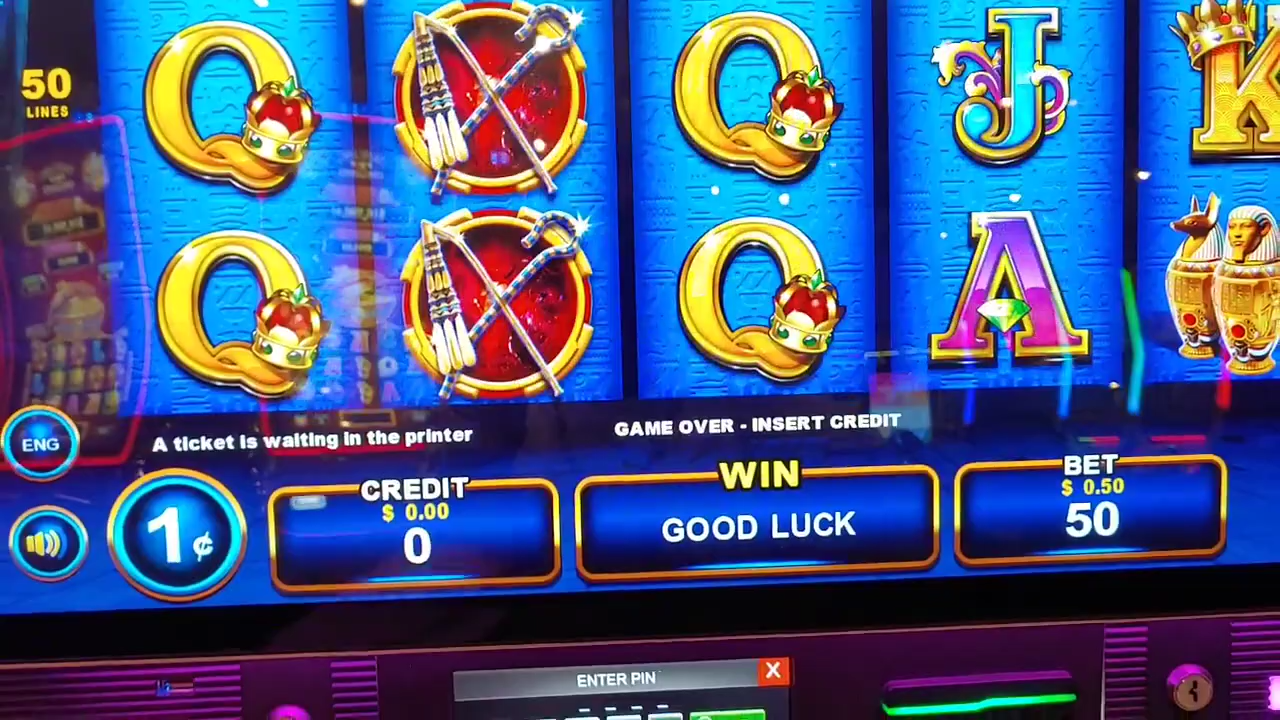 50
LINES
Q
Q
J
K
Q
Q
A
ENG
A ticket is waiting in the printer
GAME OVER - INSERT CREDIT
1¢
CREDIT
$ 0.00
0
WIN
GOOD LUCK
BET
$ 0.50
50
ENTER PIN
X